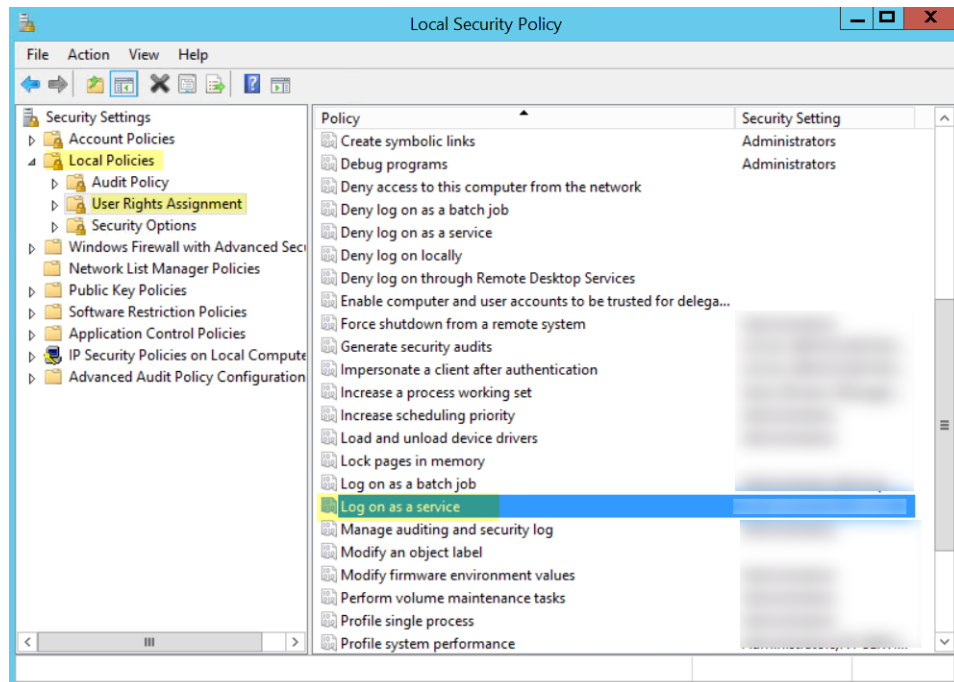 Local Security Policy
File Action View Help
Security Settings
Account Policies
Local Policies
Audit Policy
User Rights Assignment
Security Options
Windows Firewall with Advanced Secu
Network List Manager Policies
Public Key Policies
Software Restriction Policies
Application Control Policies
IP Security Policies on Local Compute
Advanced Audit Policy Configuration
Policy Security Setting
Create symbolic links Administrators
Debug programs Administrators
Deny access to this computer from the network
Deny log on as a batch job
Deny log on as a service
Deny log on locally
Deny log on through Remote Desktop Services
Enable computer and user accounts to be trusted for delega...
Force shutdown from a remote system
Generate security audits
Impersonate a client after authentication
Increase a process working set
Increase scheduling priority
Load and unload device drivers
Lock pages in memory
Log on as a batch job
Log on as a service
Manage auditing and security log
Modify an object label
Modify firmware environment values
Perform volume maintenance tasks
Profile single process
Profile system performance